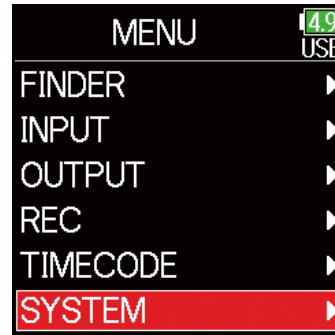 MENU
4.9
USB
FINDER
INPUT
OUTPUT
REC
TIMECODE
SYSTEM